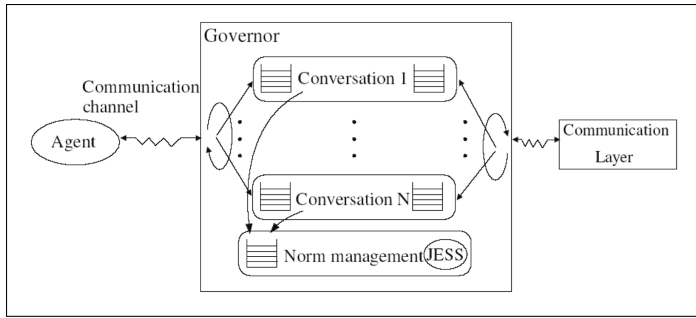 Governor
Communication
channel
Agent
Conversation 1
Conversation N
Norm management
JESS
Communication
Layer